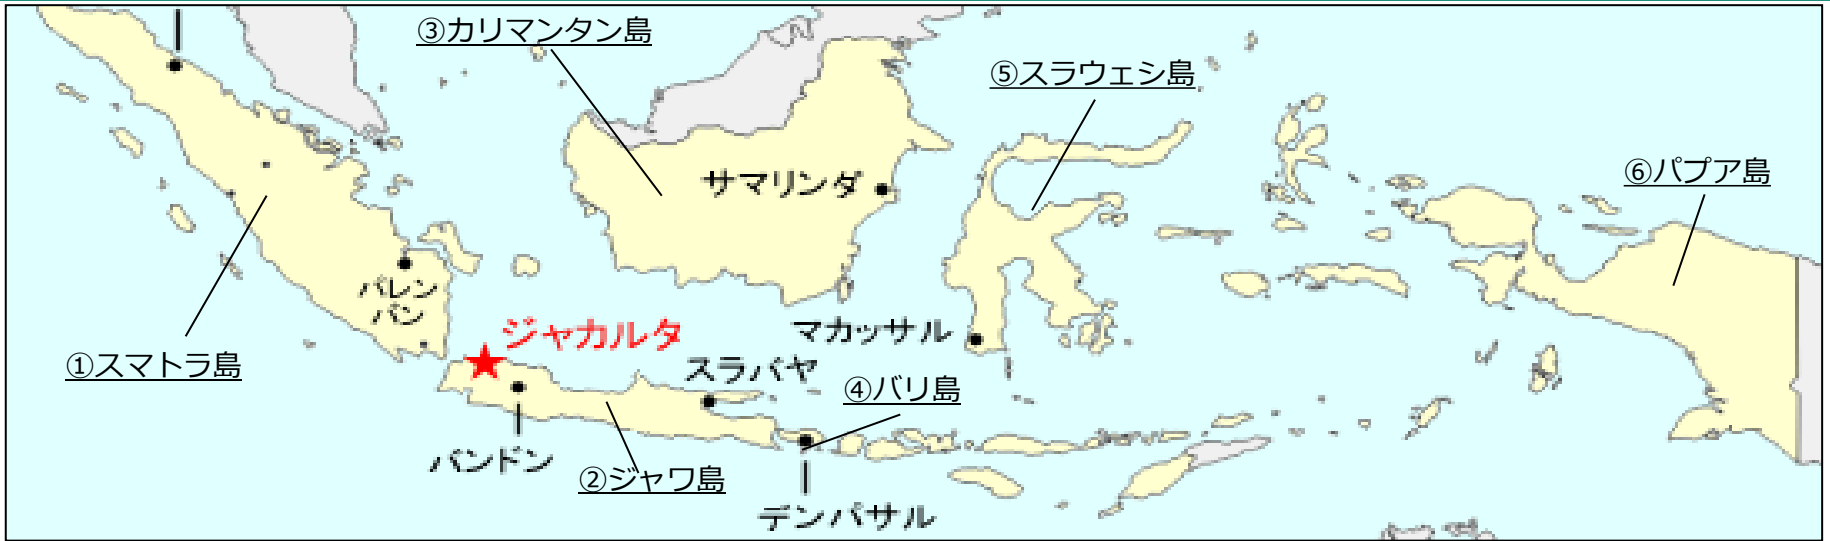 ③カリマンタン島
⑤スラウェシ島
⑥パプア島
サマリンダ
パレン
バン
ジャカルタ
マカッサル
①スマトラ島
スラバヤ
④バリ島
バンドン
②ジャワ島
デンパサル